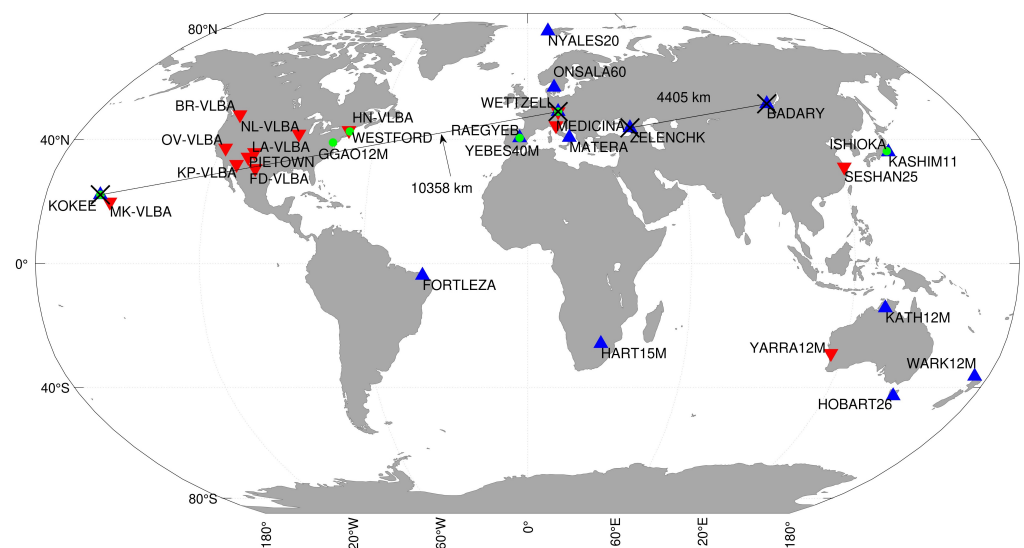 80°N
NYALES20
ONSALA60
BR-VLBA
HN-VLBA
WETTZELL
4405 km
BADARY
NL-VLBA
OV-VLBA
WESTFORD
RAEGYEB
MEDICINA
ZELENCHK
40°N
LA-VLBA
GGAO12M
YEBES40M
MATERA
ISHIOKA
KASHIM11
PIETOWN
KP-VLBA
FD-VLBA
10358 km
SESHAN25
KOKEE
MK-VLBA
0°
FORTLEZA
KATH12M
HART15M
YARRA12M
WARK12M
40°S
HOBART26
80°S
180°
20°W
60°W
0°
60°E
20°E
180°